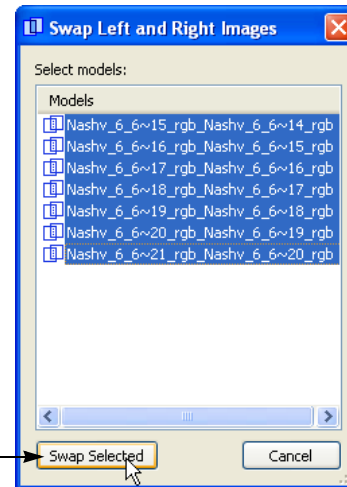 Swap Left and Right Images
Select models:
Models
Nashv_6_6~15_rgb_Nashv_6_6~14_rgb
Nashv_6_6~16_rgb_Nashv_6_6~15_rgb
Nashv_6_6~17_rgb_Nashv_6_6~16_rgb
Nashv_6_6~18_rgb_Nashv_6_6~17_rgb
Nashv_6_6~19_rgb_Nashv_6_6~18_rgb
Nashv_6_6~20_rgb_Nashv_6_6~19_rgb
Nashv_6_6~21_rgb_Nashv_6_6~20_rgb
Swap Selected Cancel